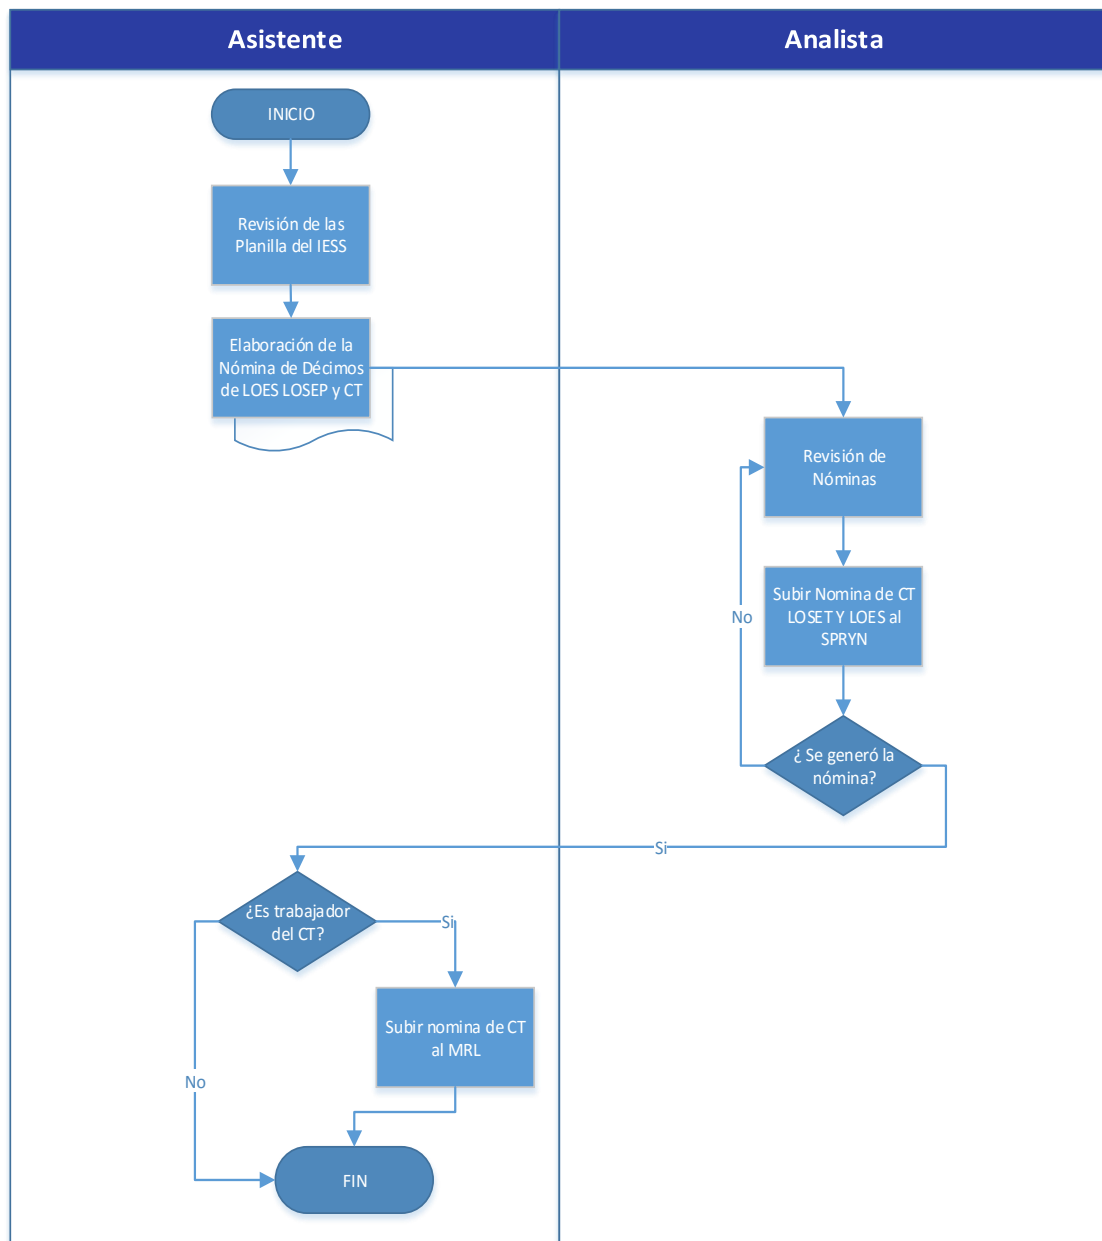 Asistente
Analista
INICIO
Revisión de las
Planilla del IESS
Elaboración de la
Nómina de Décimos
de LOES LOSEP y CT
Revisión de
Nóminas
Subir Nomina de CT
LOSET Y LOES al
SPRYN
No
¿ Se generó la
nómina?
Si
¿Es trabajador
del CT?
Si
Subir nomina de CT
al MRL
No
FIN